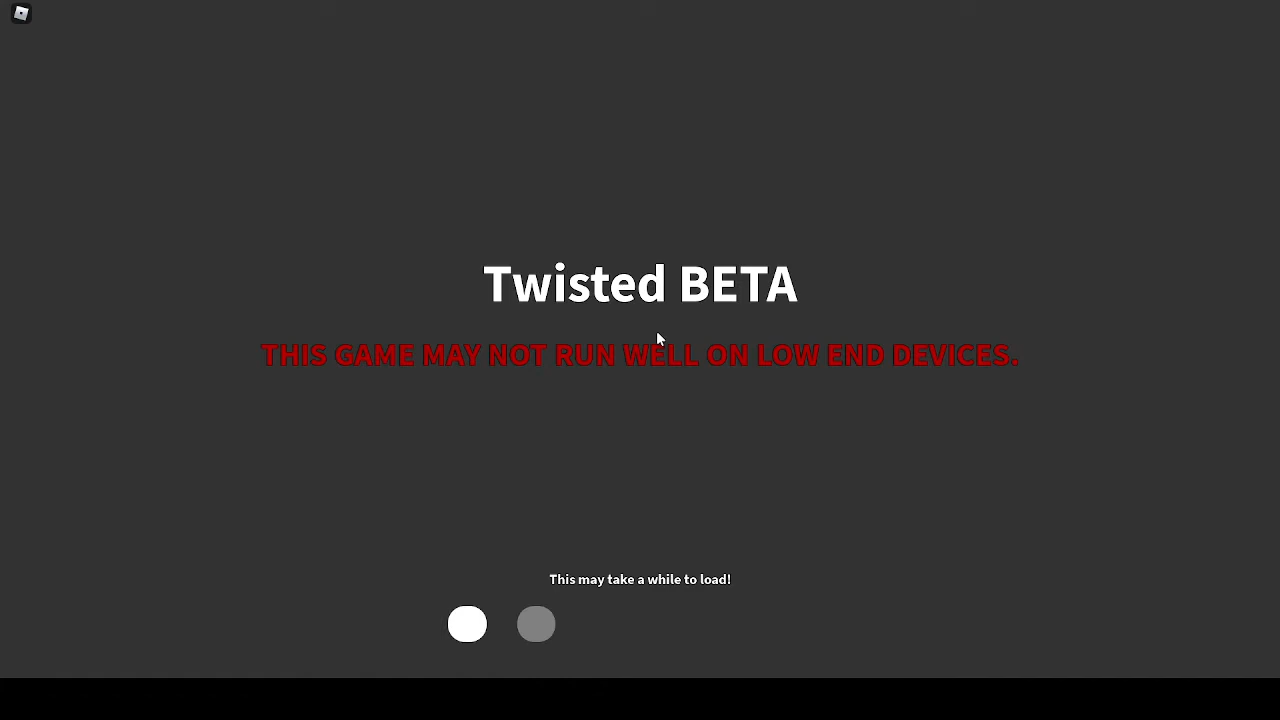 Twisted BETA
THIS GAME MAY NOT RUN WELL ON LOW END DEVICES.
This may take a while to load!